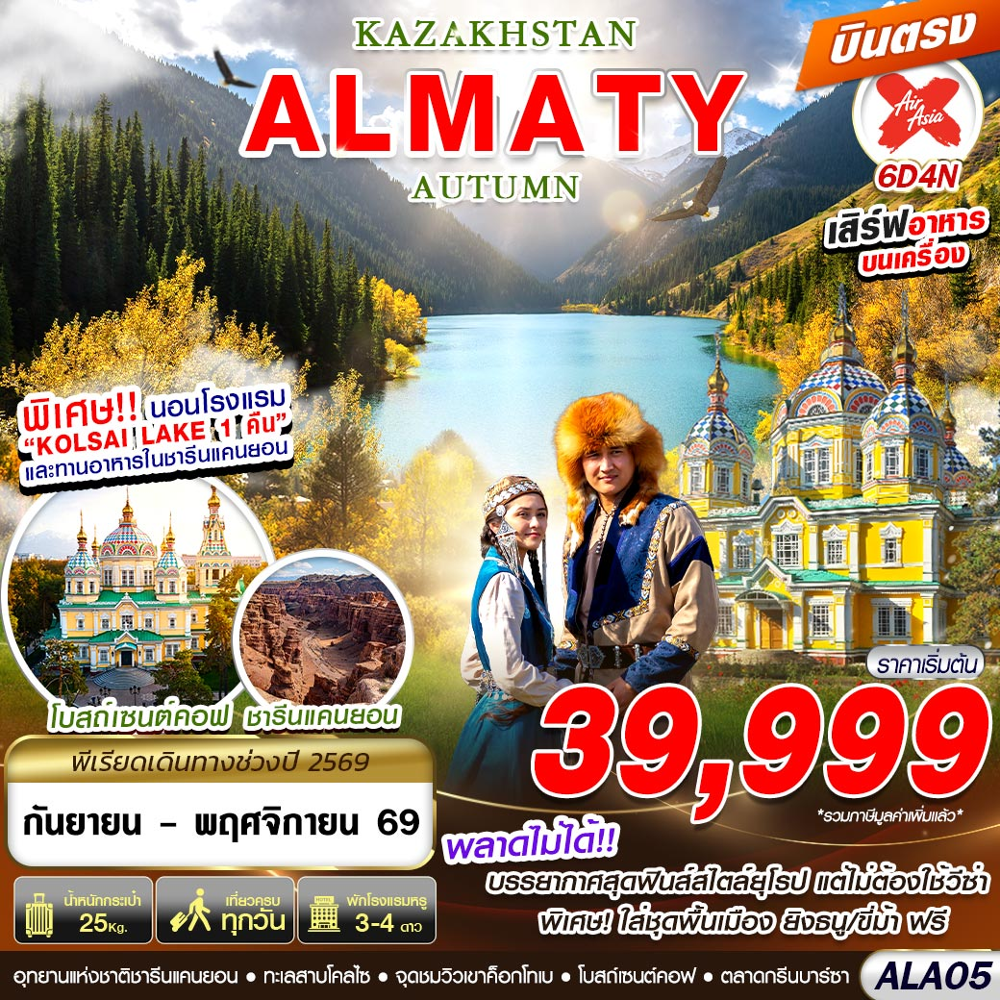 KAZAKHSTAN
ALMATY
AUTUMN
บินตรง
Air
Asia
6D4N
เสิร์ฟอาหาร
บนเครื่อง
พิเศษ!! นอนโรงแรม
“KOLSAI LAKE 1 คืน”
และทานอาหารในชารีนแคนยอน
โบสถ์เซนต์คอฟ
ชารีนแคนยอน
ราคาเริ่มต้น
39,999
*รวมภาษีมูลค่าเพิ่มแล้ว*
พีเรียดเดินทางช่วงปี 2569
กันยายน - พฤศจิกายน 69
พลาดไม่ได้!!
บรรยากาศสุดฟินส์สไตล์ยุโรป แต่ไม่ต้องใช้วีซ่า
พิเศษ! ใส่ชุดพื้นเมือง ยิงธนู/ขี่ม้า ฟรี
น้ำหนักกระเป๋า
25Kg.
เที่ยวครบ
ทุกวัน
HOTEL
พักโรงแรมหรู
3-4 ดาว
อุทยานแห่งชาติชารีนแคนยอน • ทะเลสาบโคลไซ • จุดชมวิวเขาค็อกโทเบ • โบสถ์เซนต์คอฟ • ตลาดกรีนบาร์ซา
ALA05